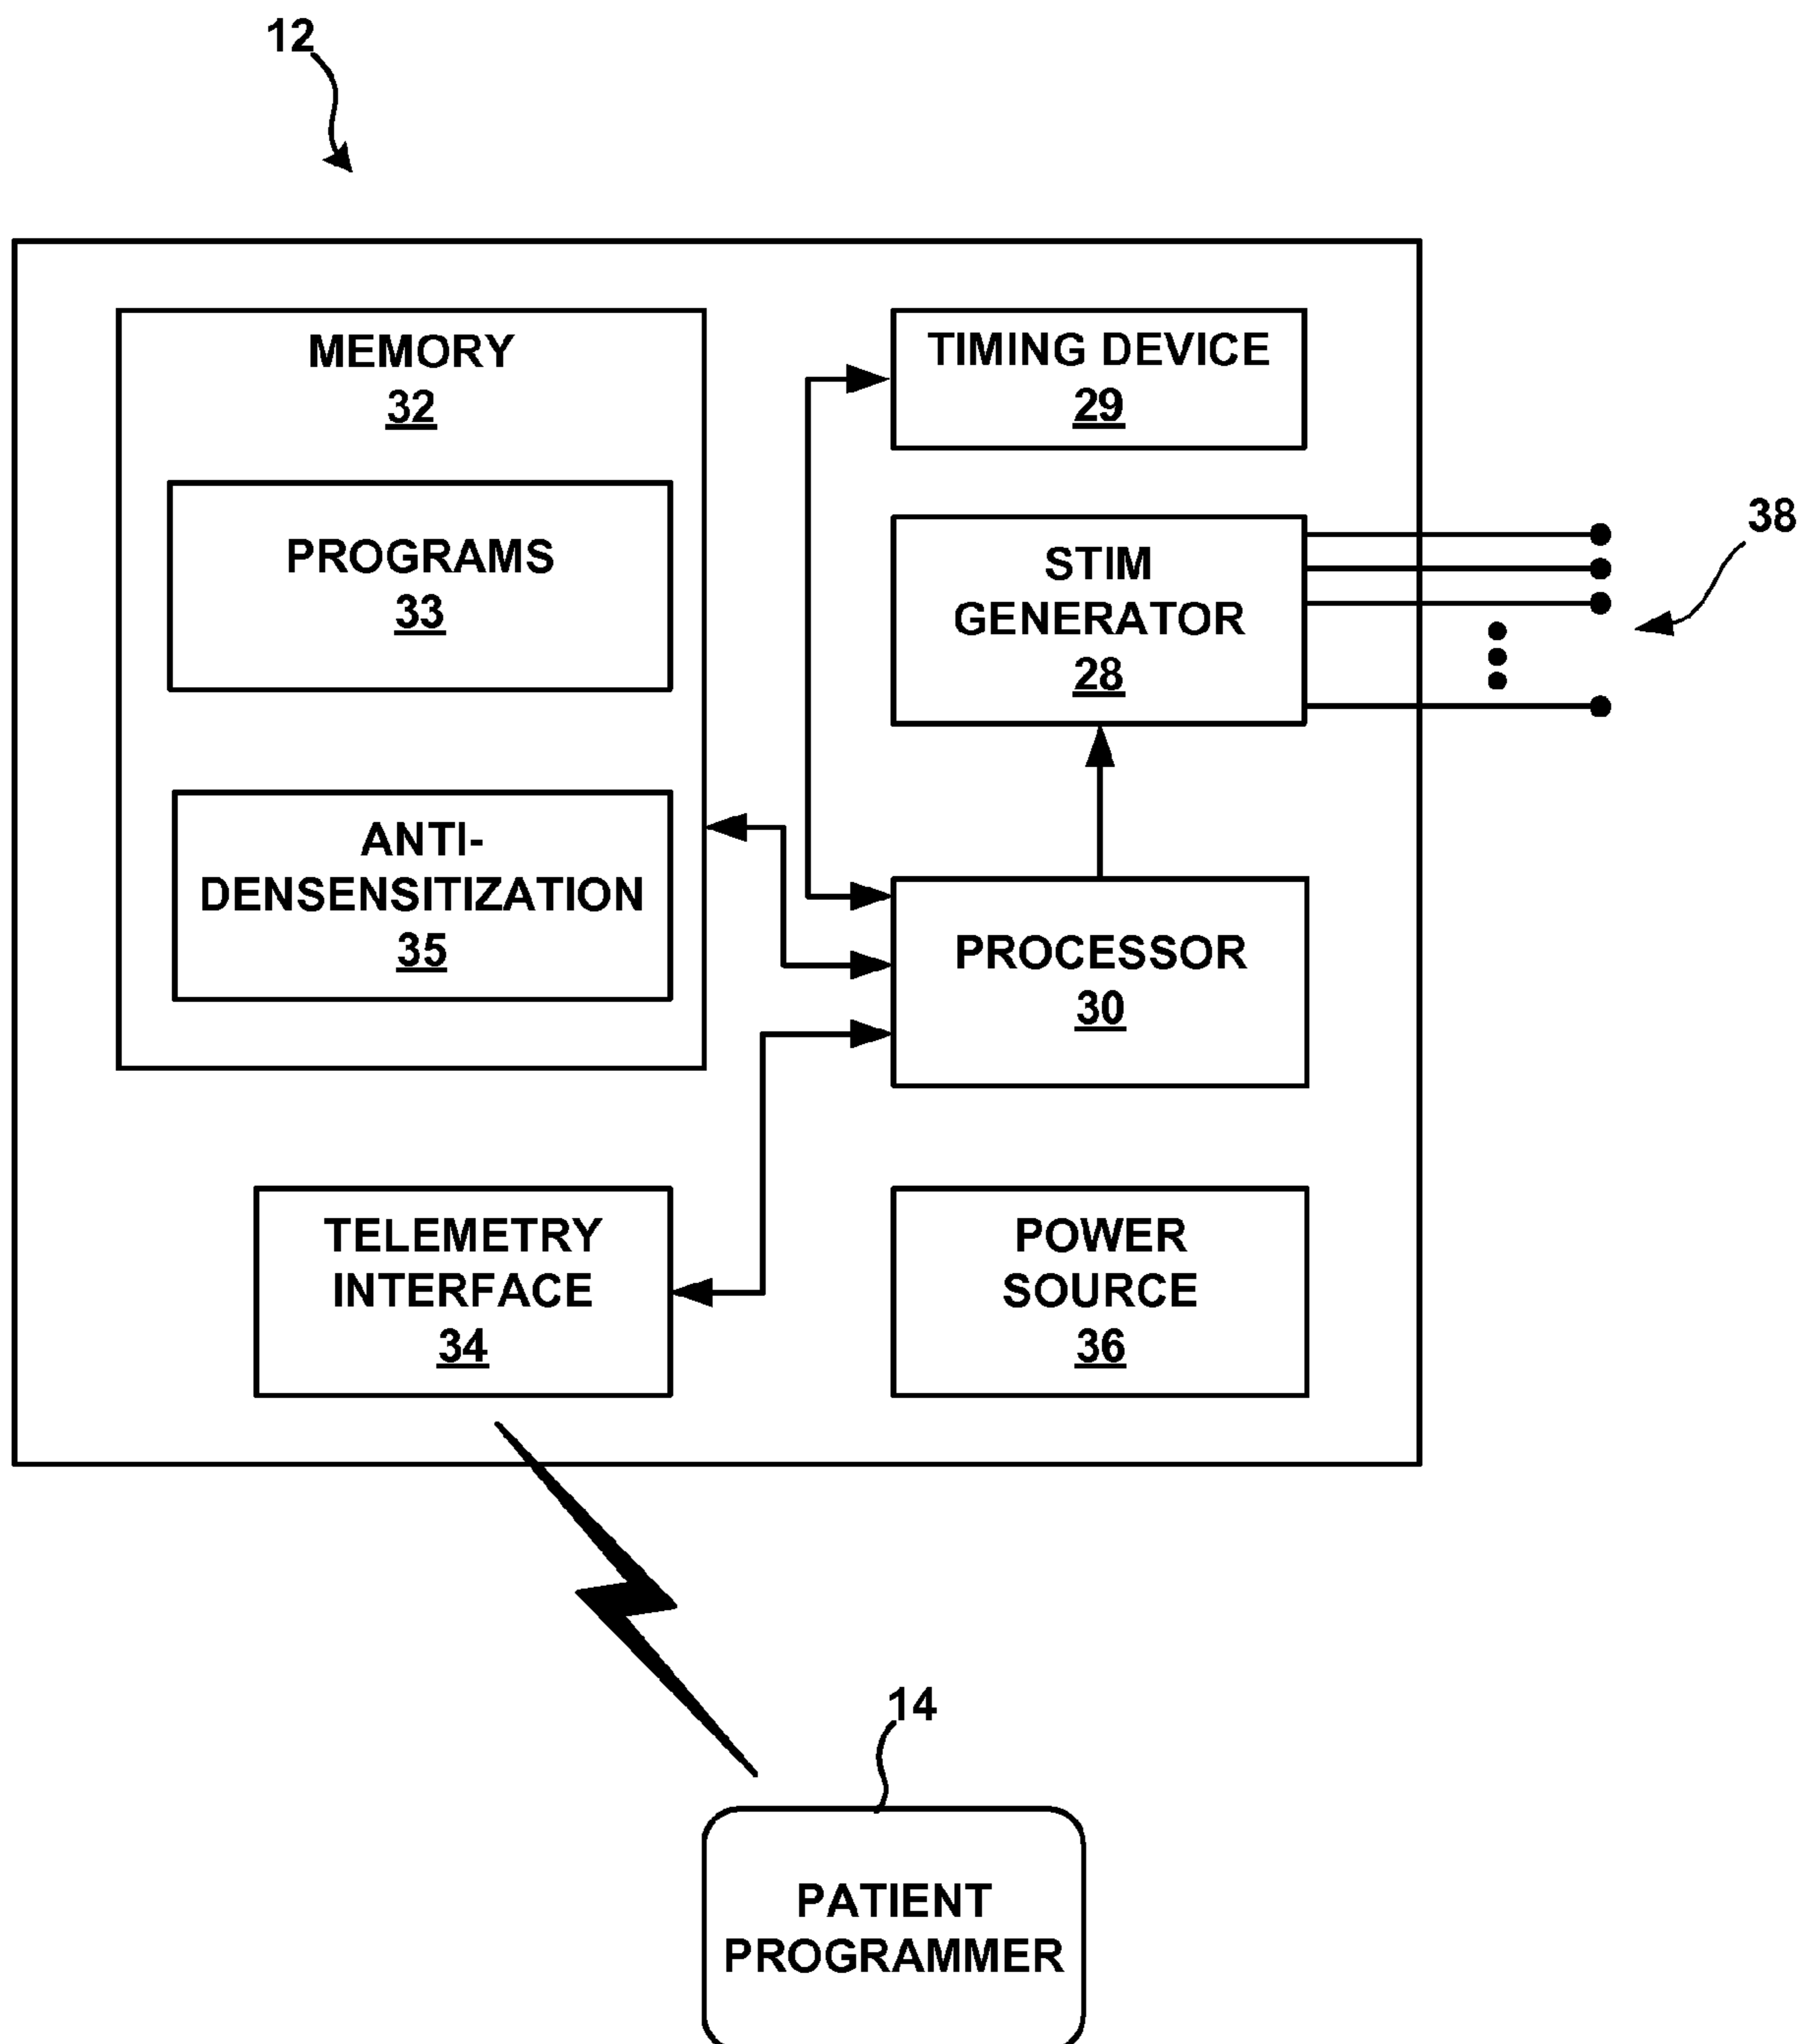 12
MEMORY
32
PROGRAMS
33
ANTI-
DENSENSITIZATION
35
TIMING DEVICE
29
STIM
GENERATOR
28
38
PROCESSOR
30
TELEMETRY
INTERFACE
34
POWER
SOURCE
36
14
PATIENT
PROGRAMMER